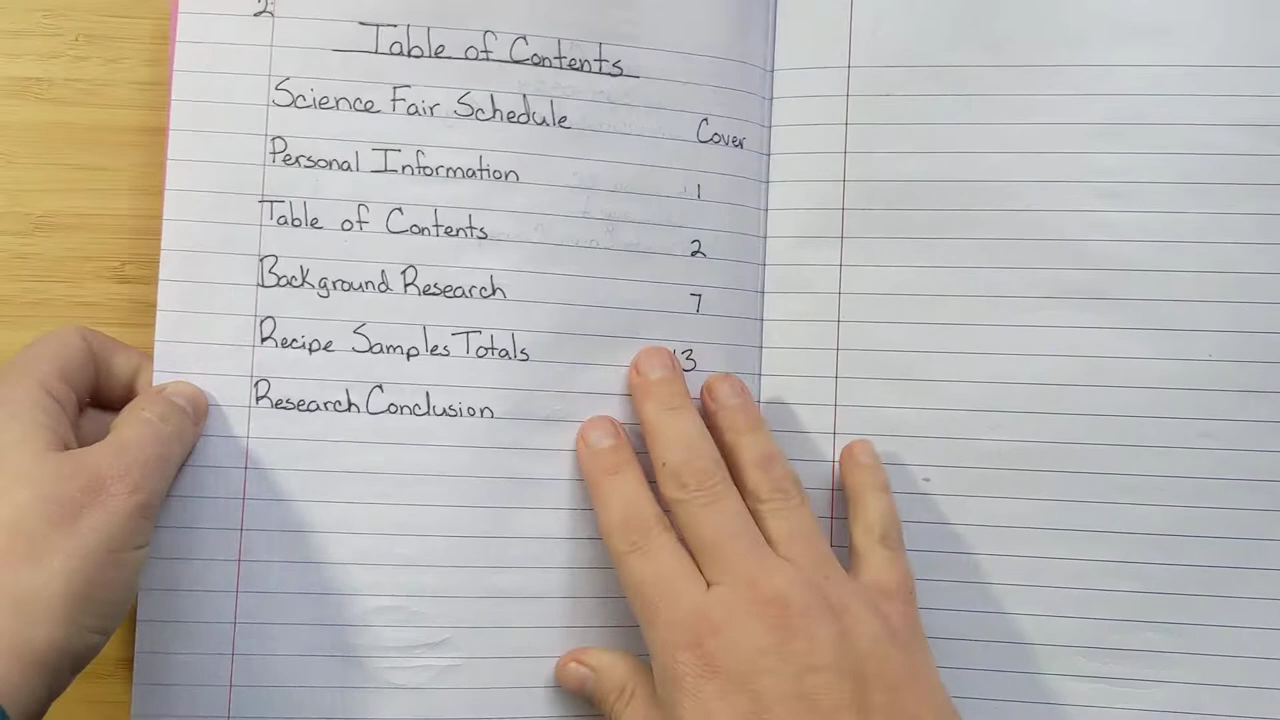 2
Table of Contents
Science Fair Schedule Cover
Personal Information 1
Table of Contents 2
Background Research 7
Recipe Samples Totals 13
Research Conclusion